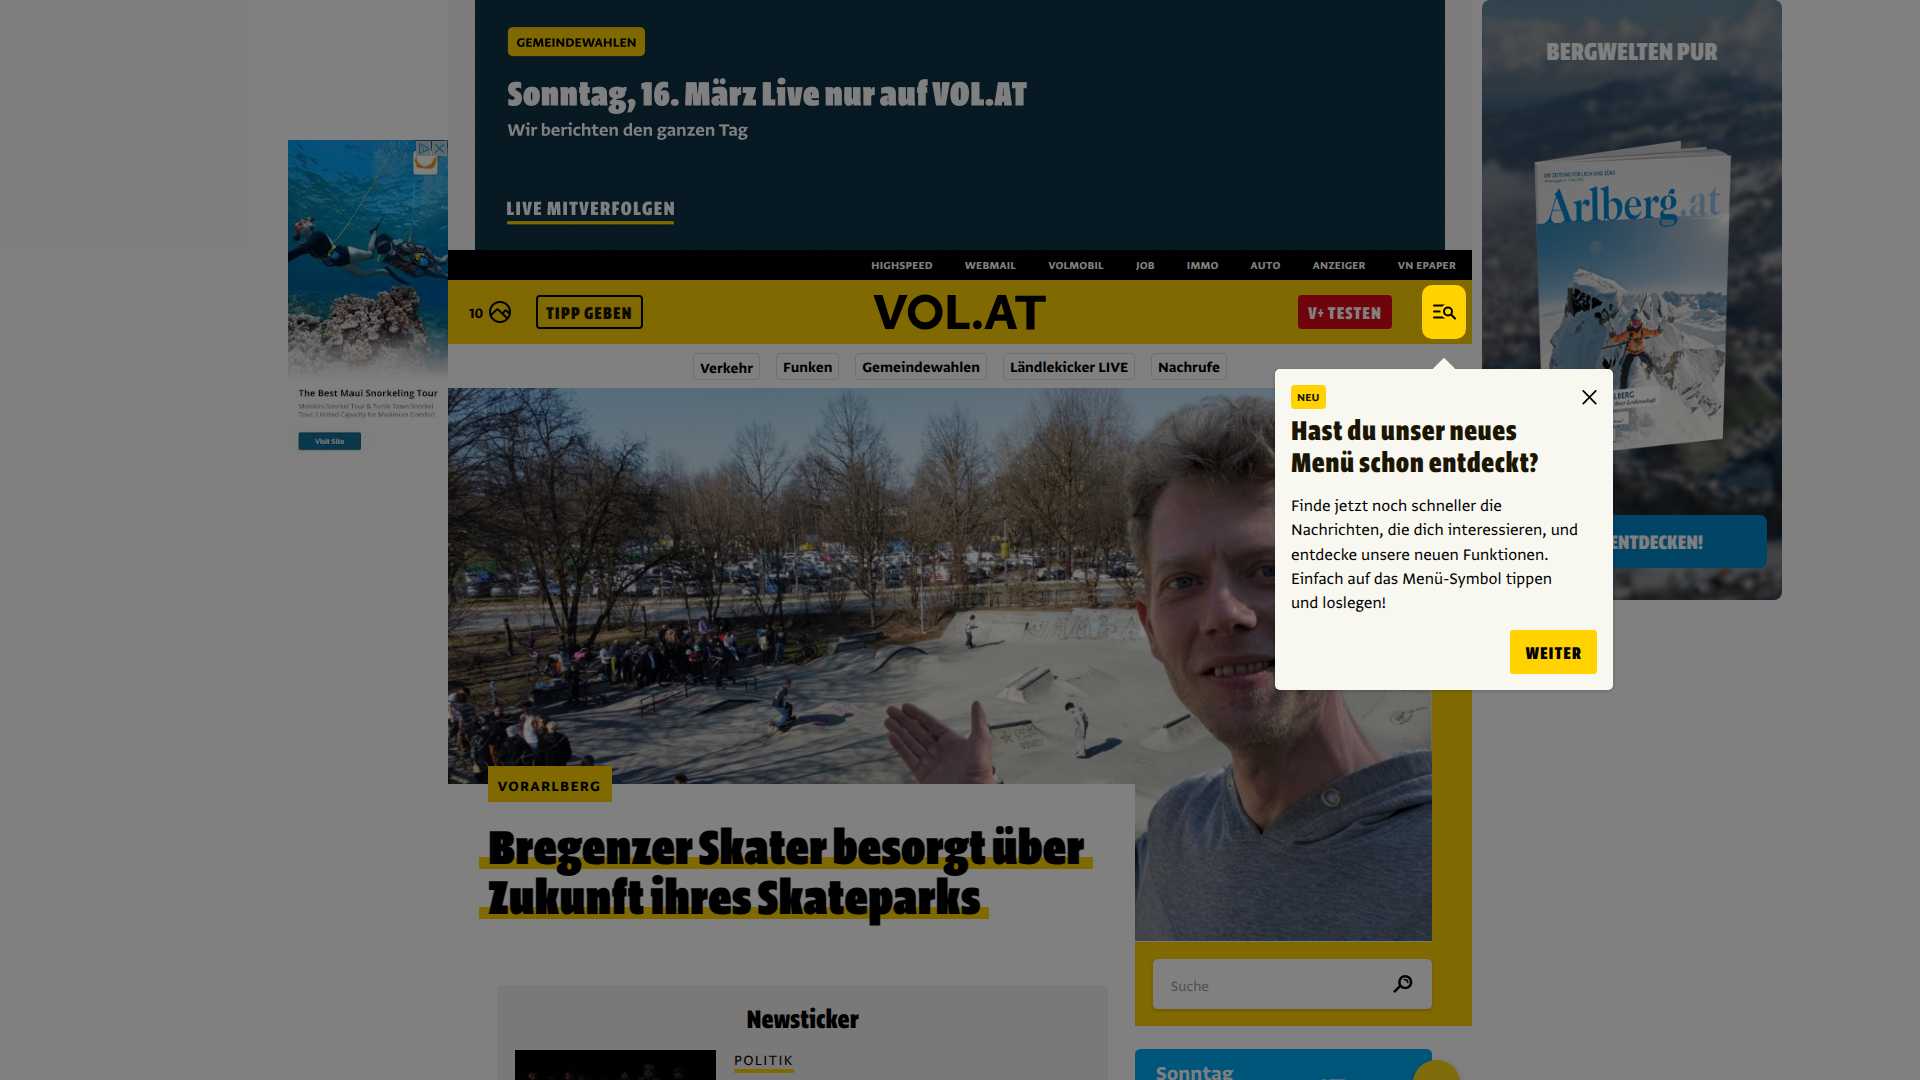 GEMEINDEWAHLEN
Sonntag, 16. März Live nur auf VOL.AT
Wir berichten den ganzen Tag
LIVE MITVERFOLGEN
BERGWELTEN PUR
Arlberg.at
ENTDECKEN!
The Best Maui Snorkeling Tour
Visit Site
HIGHSPEED
WEBMAIL
VOLMOBIL
JOB
IMMO
AUTO
ANZEIGER
VN EPAPER
10
TIPP GEBEN
VOL.AT
V+ TESTEN
Verkehr
Funken
Gemeindewahlen
Ländlekicker LIVE
Nachrufe
NEU
Hast du unser neues
Menü schon entdeckt?
Finde jetzt noch schneller die
Nachrichten, die dich interessieren, und
entdecke unsere neuen Funktionen.
Einfach auf das Menü-Symbol tippen
und loslegen!
WEITER
VORARLBERG
Bregenzer Skater besorgt über
Zukunft ihres Skateparks
Suche
Newsticker
POLITIK
Sonntag